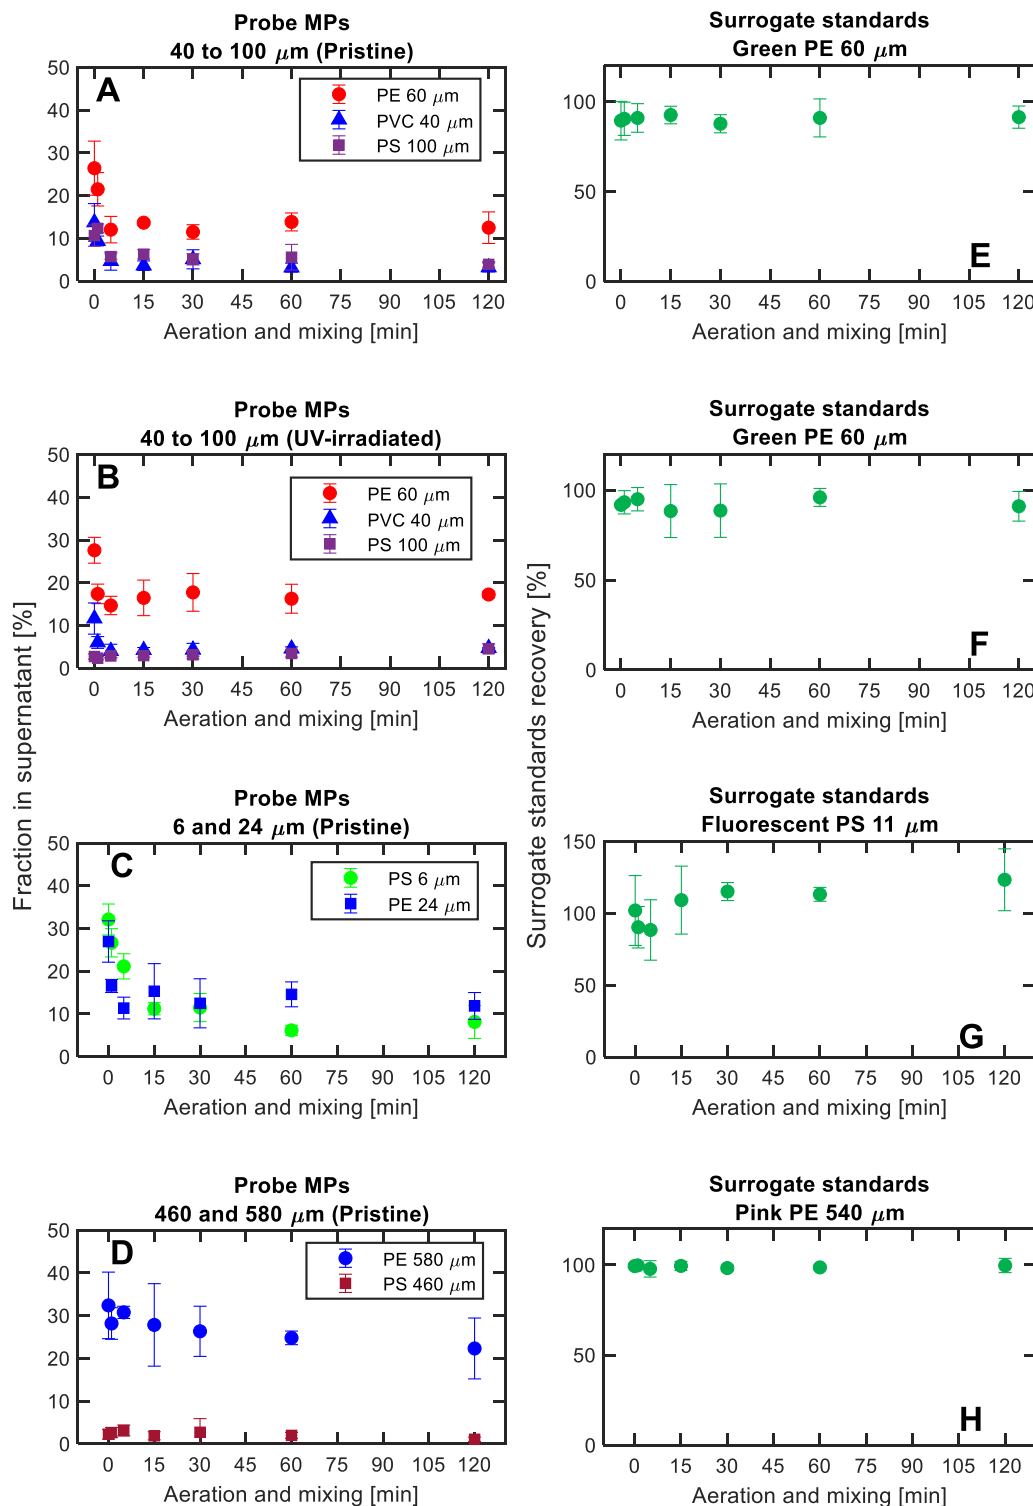 Probe MPs
40 to 100 μm (Pristine)
A
PE 60 μm
PVC 40 μm
PS 100 μm
50
40
30
20
10
0
0 15 30 45 60 75 90 105 120
Aeration and mixing [min]
Surrogate standards
Green PE 60 μm
100
50
0
E
0 15 30 45 60 75 90 105 120
Aeration and mixing [min]
Probe MPs
40 to 100 μm (UV-irradiated)
B
PE 60 μm
PVC 40 μm
PS 100 μm
50
40
30
20
10
0
0 15 30 45 60 75 90 105 120
Aeration and mixing [min]
Surrogate standards
Green PE 60 μm
100
50
0
F
0 15 30 45 60 75 90 105 120
Aeration and mixing [min]
Fraction in supernatant [%]
Surrogate standards recovery [%]
Probe MPs
6 and 24 μm (Pristine)
C
PS 6 μm
PE 24 μm
50
40
30
20
10
0
0 15 30 45 60 75 90 105 120
Aeration and mixing [min]
Surrogate standards
Fluorescent PS 11 μm
150
100
50
0
G
0 15 30 45 60 75 90 105 120
Aeration and mixing [min]
Probe MPs
460 and 580 μm (Pristine)
D
PE 580 μm
PS 460 μm
50
40
30
20
10
0
0 15 30 45 60 75 90 105 120
Aeration and mixing [min]
Surrogate standards
Pink PE 540 μm
100
50
0
H
0 15 30 45 60 75 90 105 120
Aeration and mixing [min]